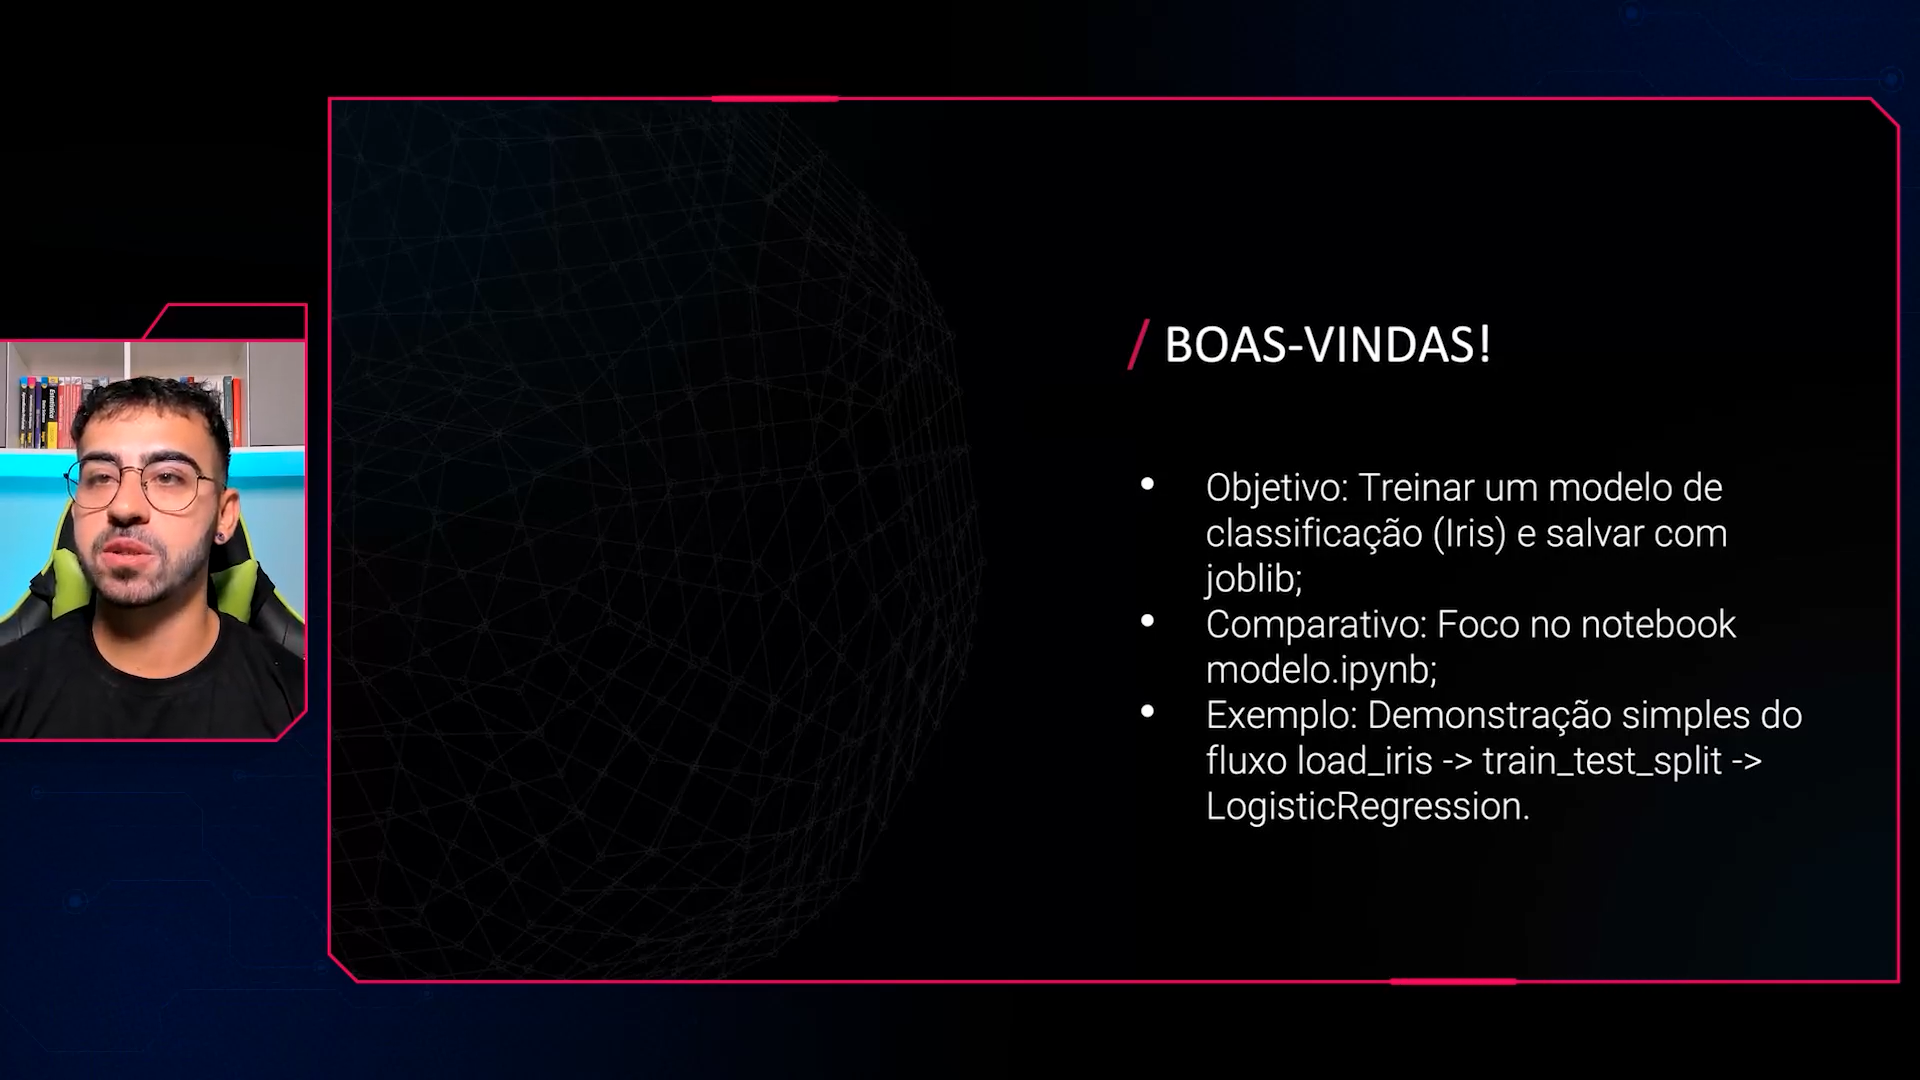 / BOAS-VINDAS!
• Objetivo: Treinar um modelo de
classificação (Iris) e salvar com
joblib;
• Comparativo: Foco no notebook
modelo.ipynb;
• Exemplo: Demonstração simples do
fluxo load_iris -> train_test_split ->
LogisticRegression.